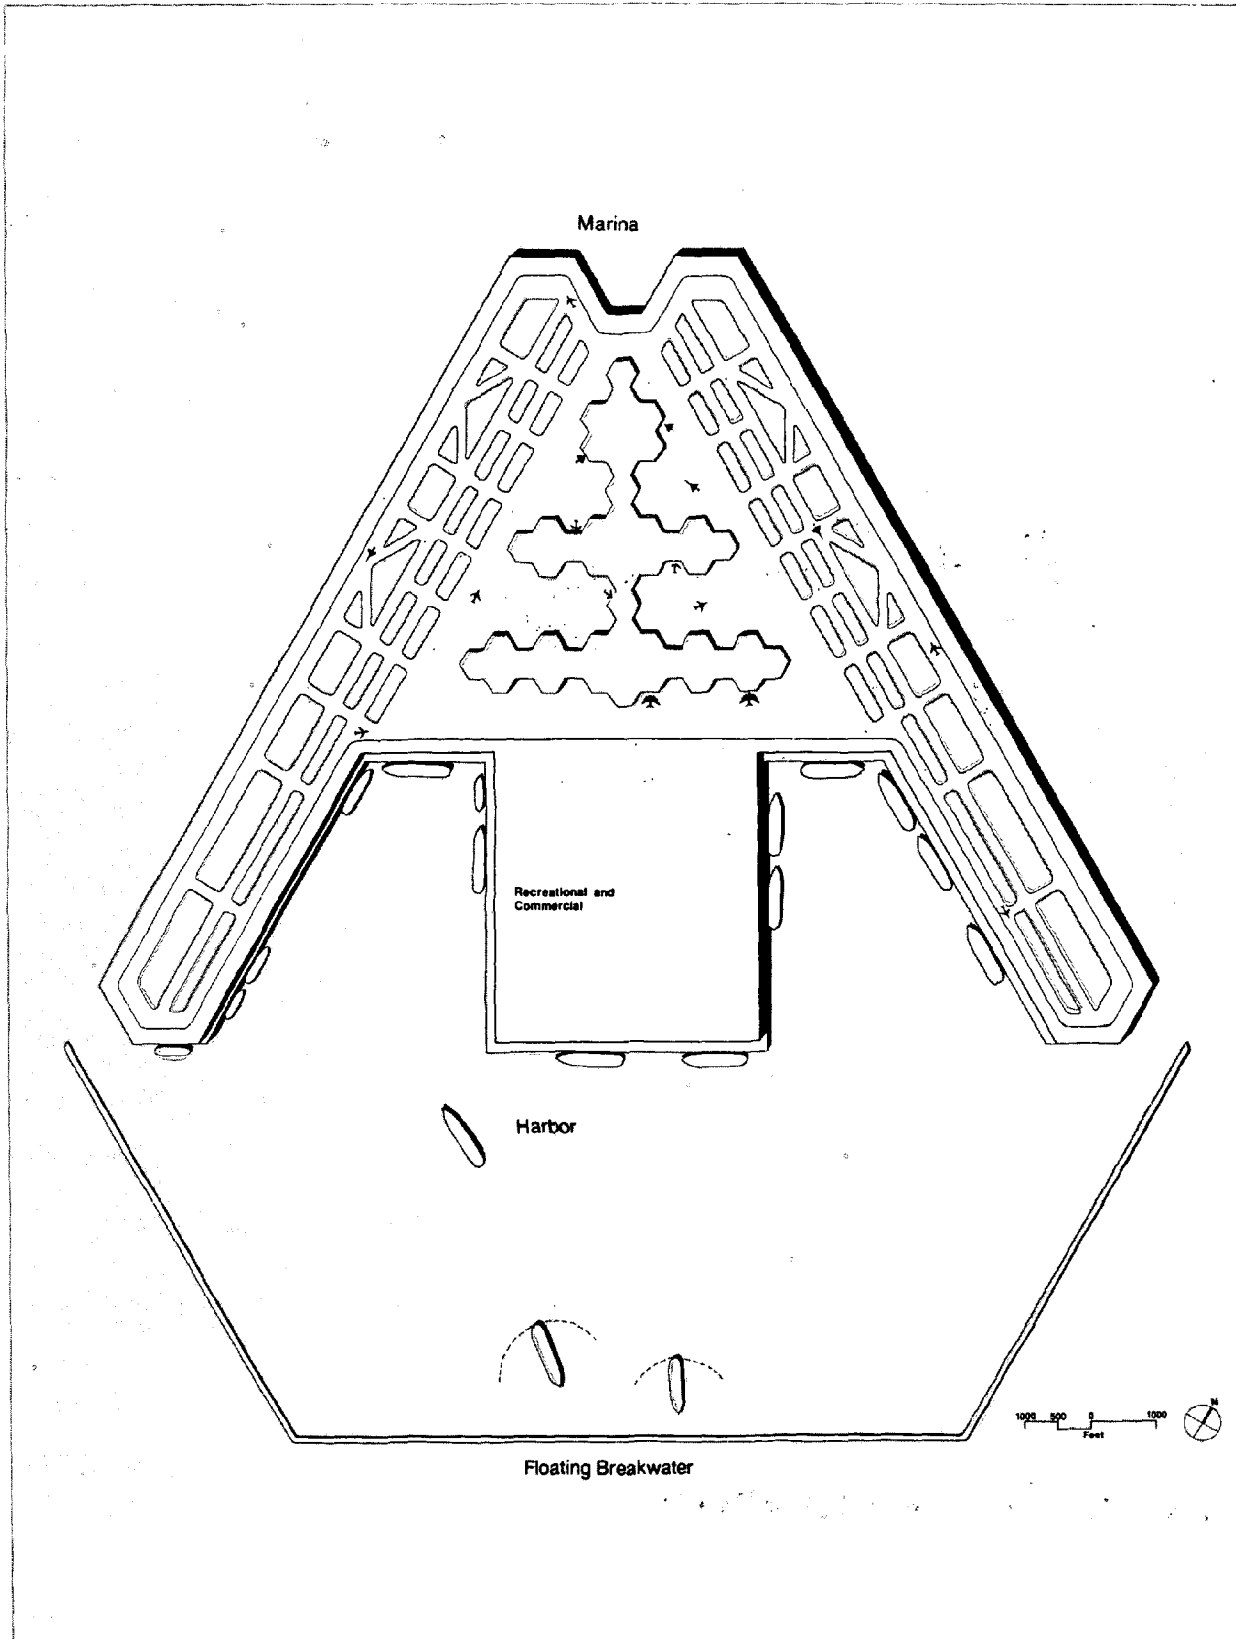 Marina
Recreational and
Commercial
Harbor
1000 500 0 1000
Feet
N
Floating Breakwater